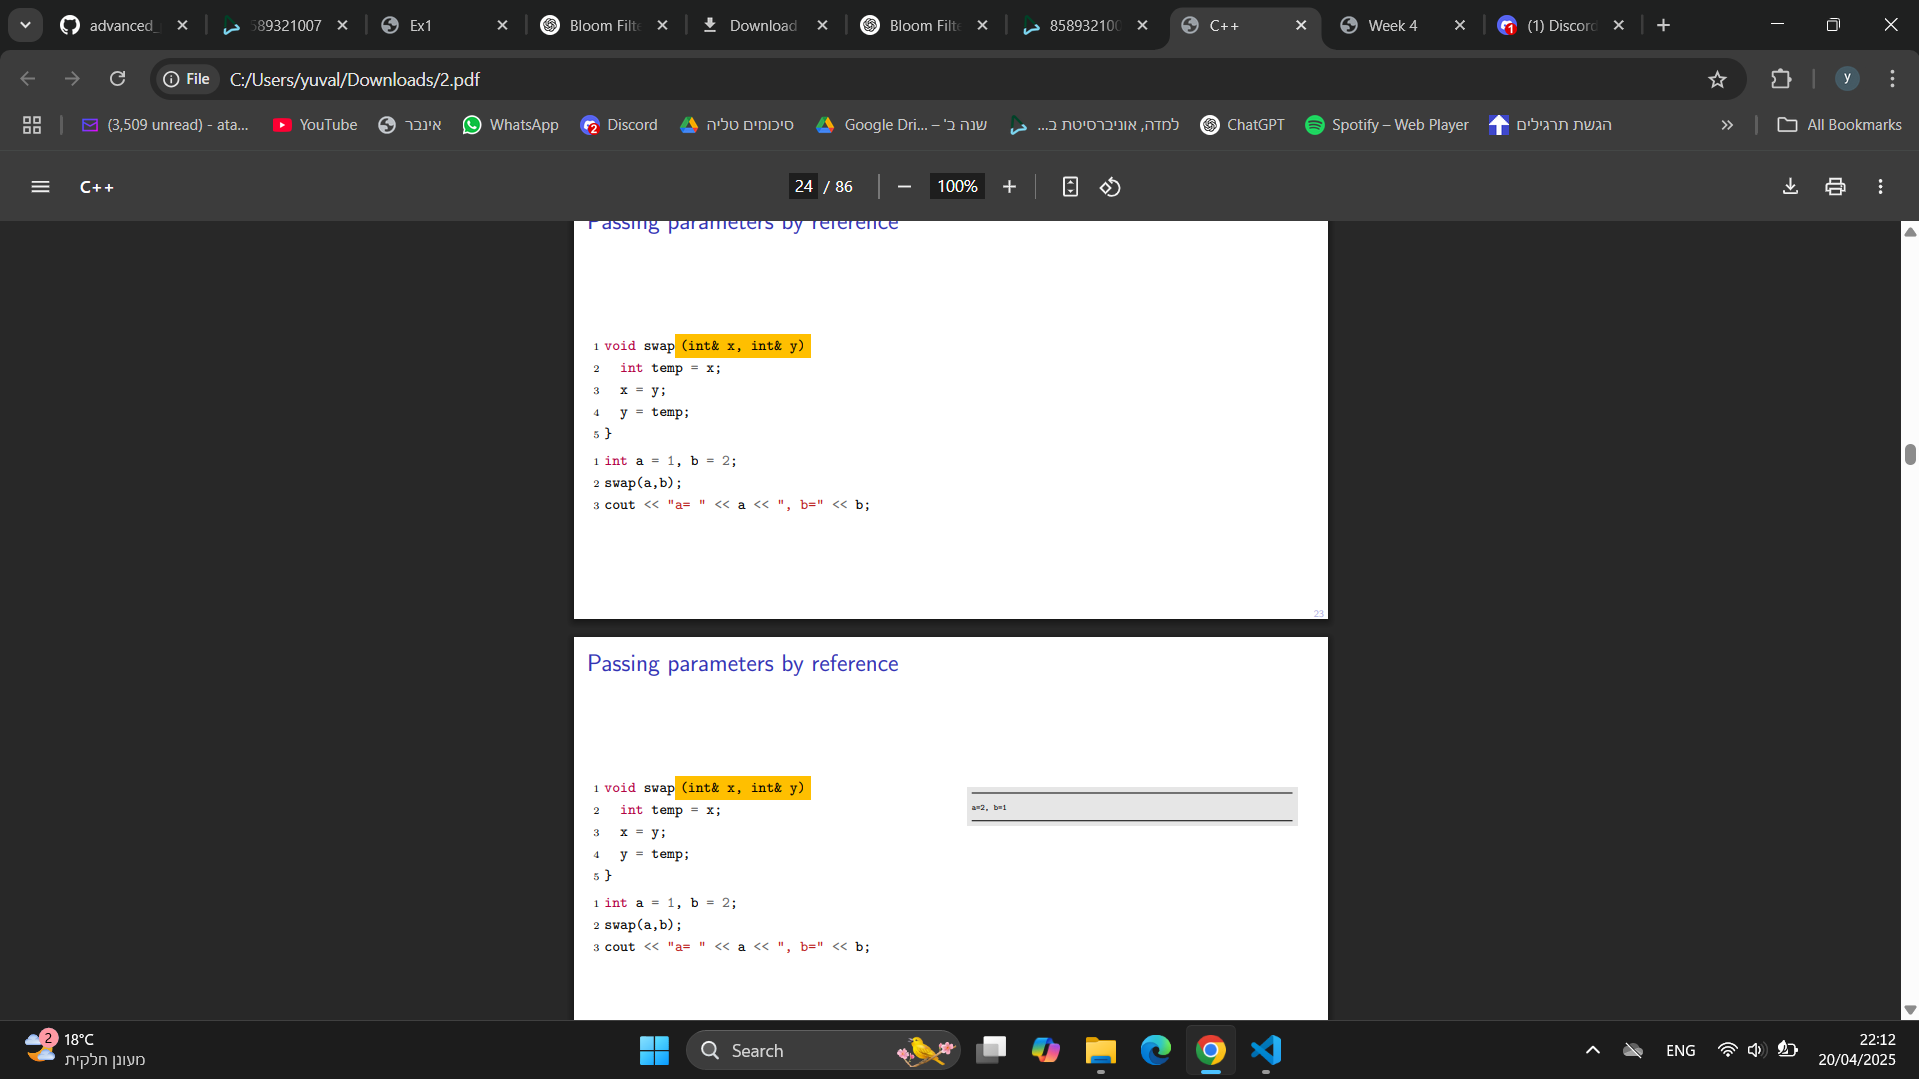 advanced_
589321007
Ex1
Bloom Filte
Download
Bloom Filte
858932100
C++
Week 4
(1) Discord
File
C:/Users/yuval/Downloads/2.pdf
y
(3,509 unread) - ata...
YouTube
אינבר
WhatsApp
2
Discord
סיכומים טליה
Google Dri... – שנה ב'
למדה, אוניברסיטת ב...
ChatGPT
Spotify – Web Player
הגשת תרגילים
All Bookmarks
C++
24 / 86
100%
Passing parameters by reference
1 void swap (int& x, int& y)
2 int temp = x;
3 x = y;
4 y = temp;
5 }
1 int a = 1, b = 2;
2 swap(a,b);
3 cout << "a= " << a << ", b=" << b;
23
Passing parameters by reference
1 void swap (int& x, int& y)
2 int temp = x;
3 x = y;
4 y = temp;
5 }
1 int a = 1, b = 2;
2 swap(a,b);
3 cout << "a= " << a << ", b=" << b;
a=2, b=1
2
18°C
מעונן חלקית
Search
ENG
22:12
20/04/2025